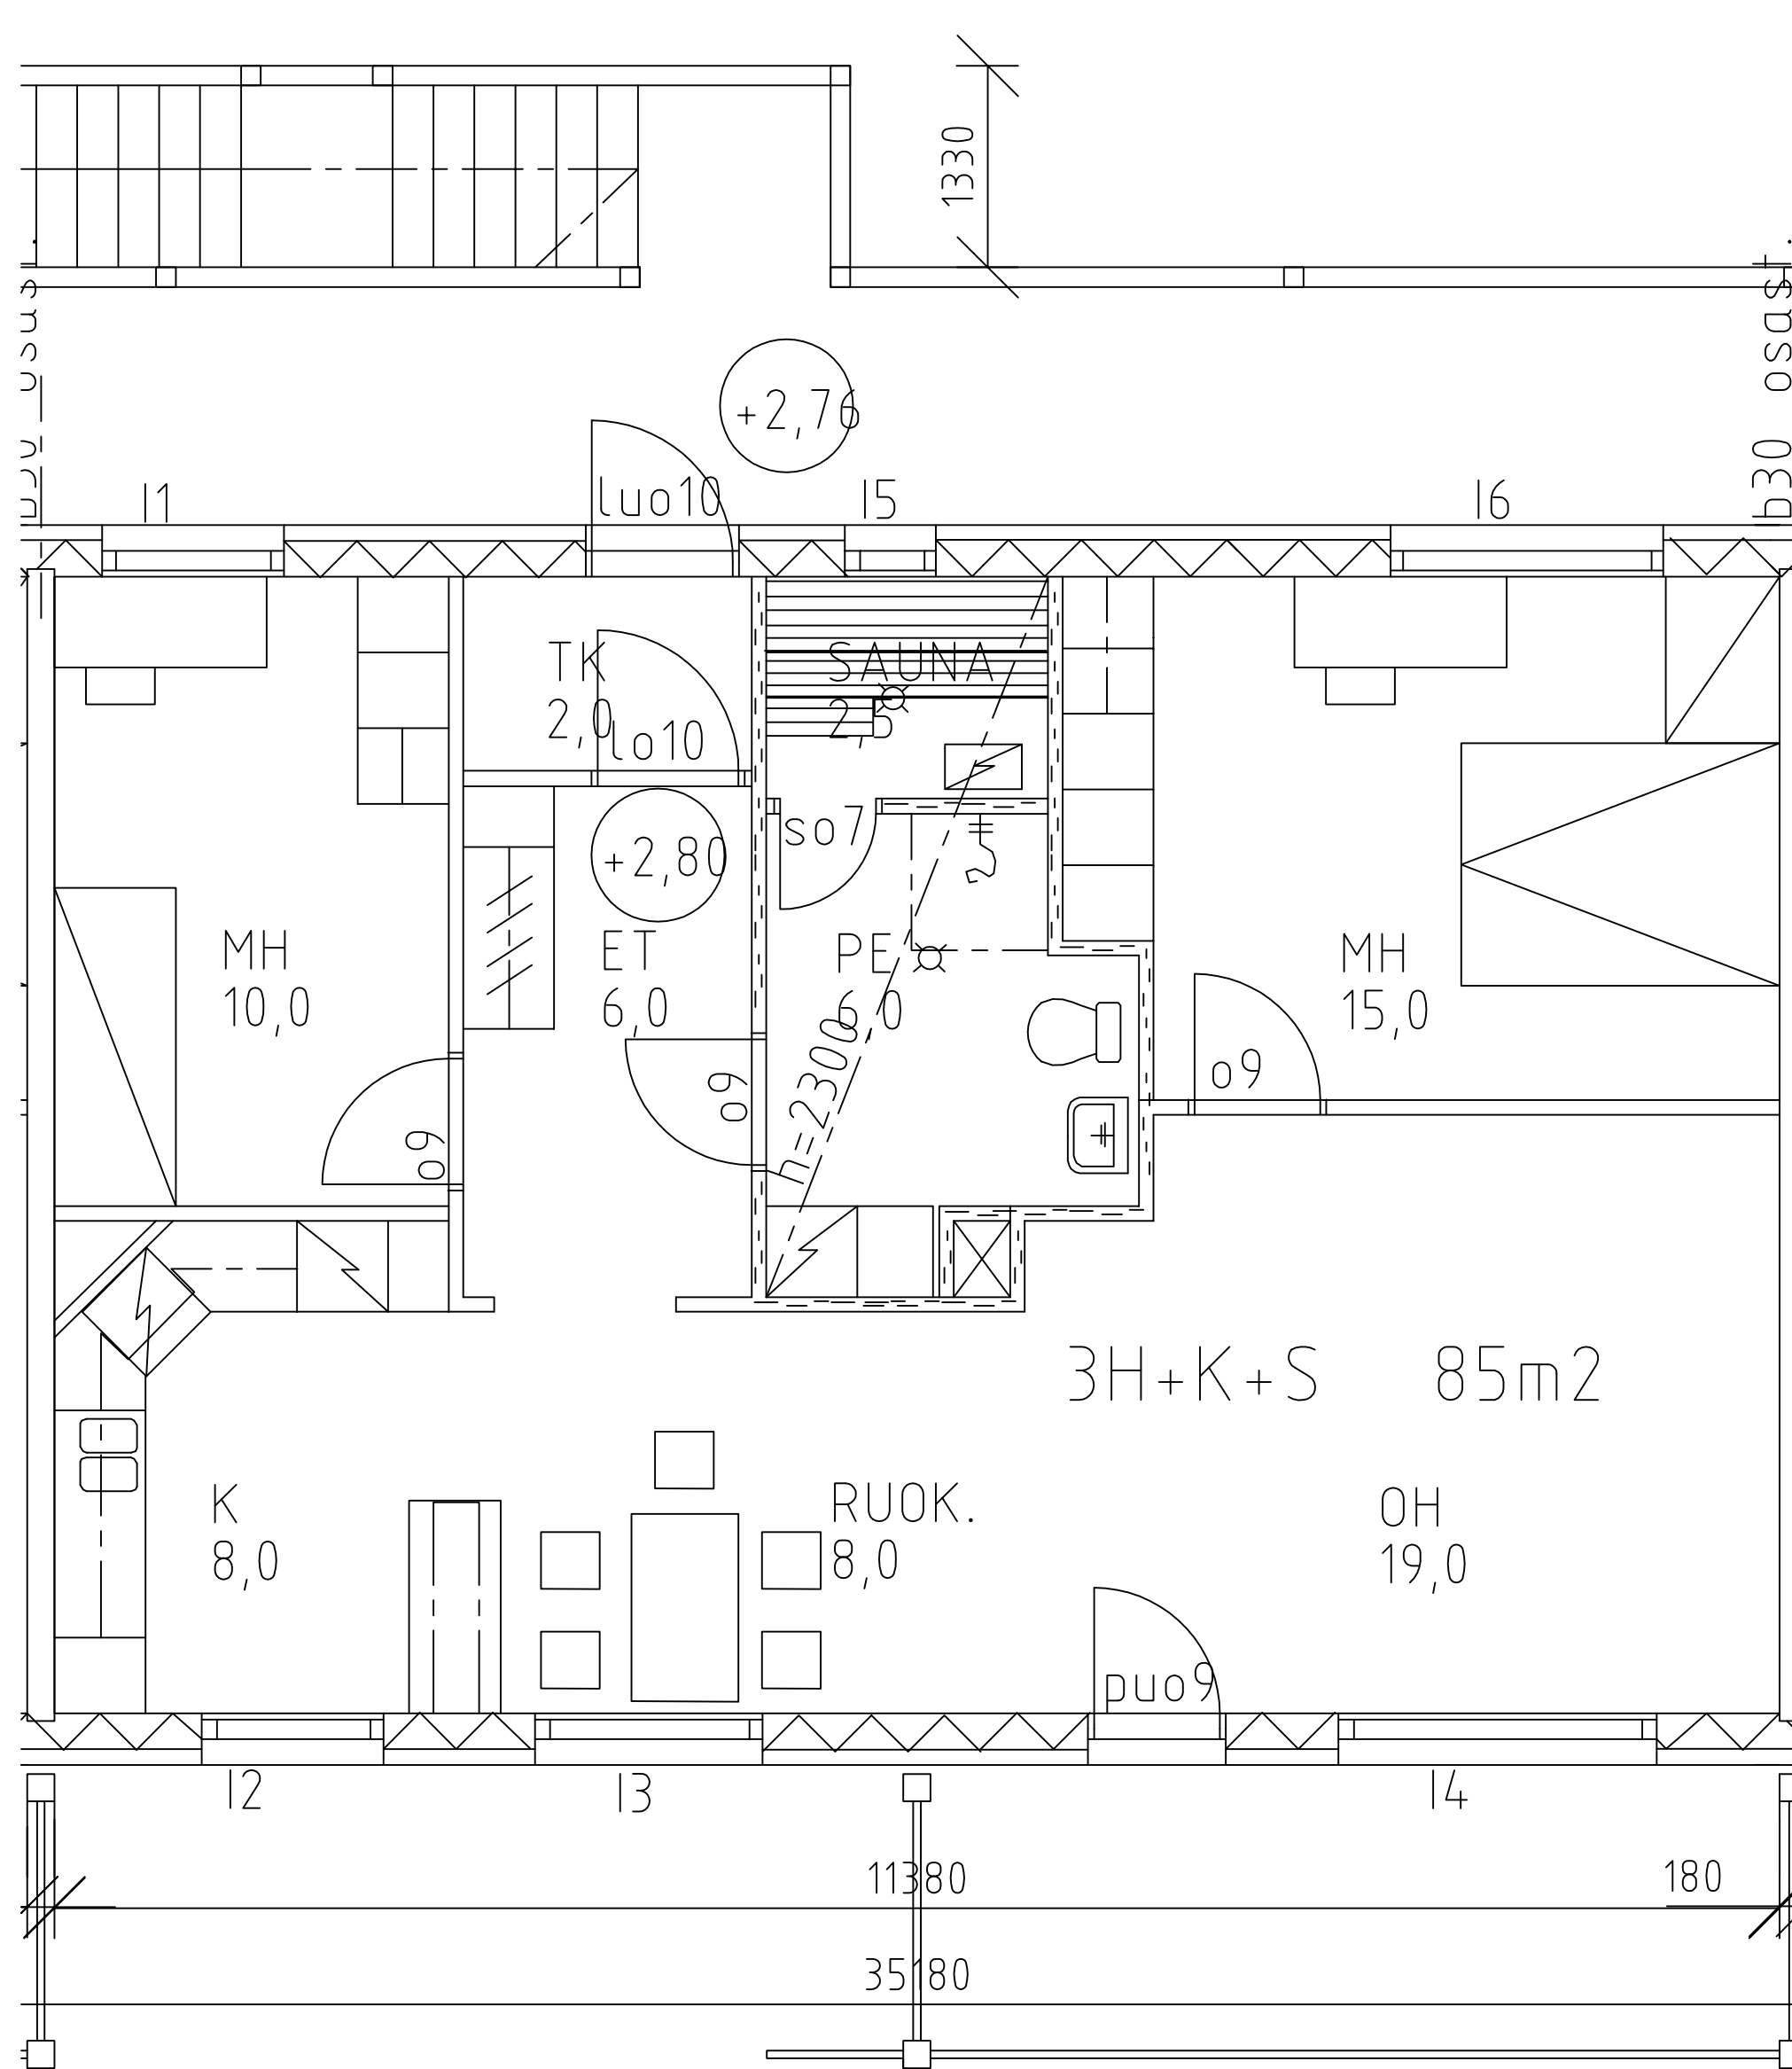 1330
b30 osast.
+2,76
luo10
I1
I5
I6
TK
2,0
lo10
SAUNA
2,5
+2,80
so7
MH
10,0
ET
6,0
PE
6,0
MH
15,0
o9
o9
o9
h=2300
3H+K+S 85m2
K
8,0
RUOK.
8,0
OH
19,0
puo9
I2
I3
I4
11380
180
35180